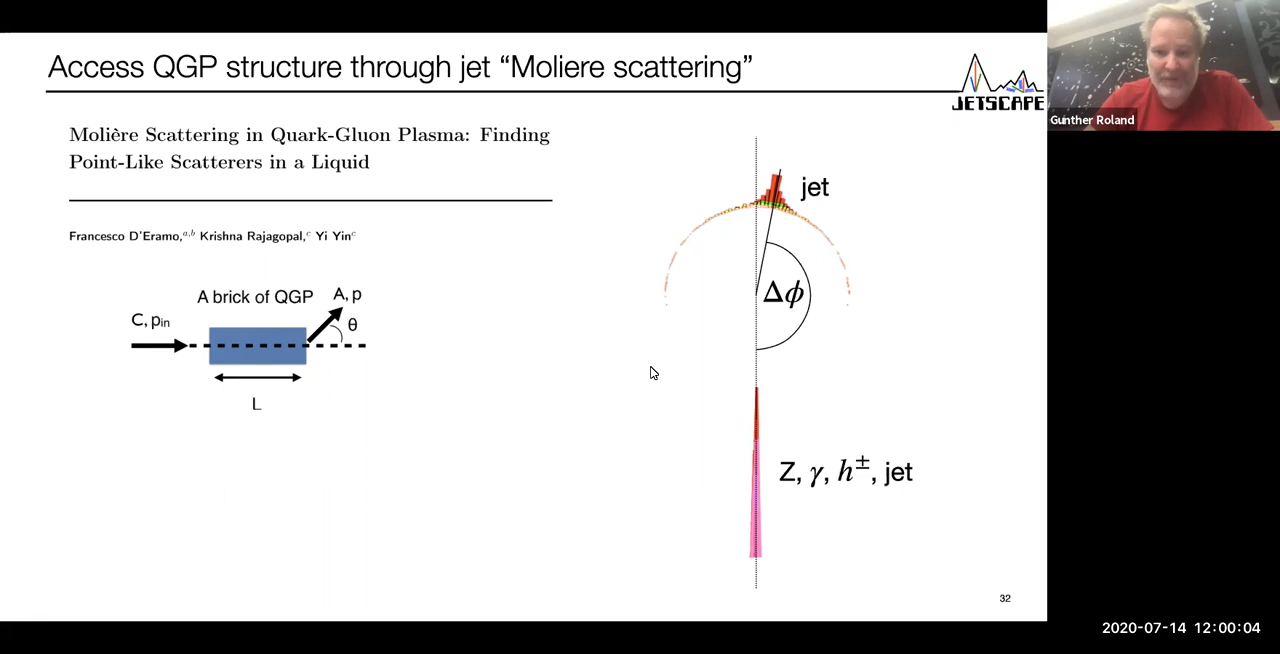 Access QGP structure through jet “Moliere scattering”
JETSCAPE
Gunther Roland
Molière Scattering in Quark-Gluon Plasma: Finding
Point-Like Scatterers in a Liquid
Francesco D'Eramo,ᵃ,ᵇ Krishna Rajagopal,ᶜ Yi Yinᶜ
A brick of QGP
A, p
C, pin
θ
L
jet
Δϕ
Z, γ, h±, jet
32
2020-07-14 12:00:04